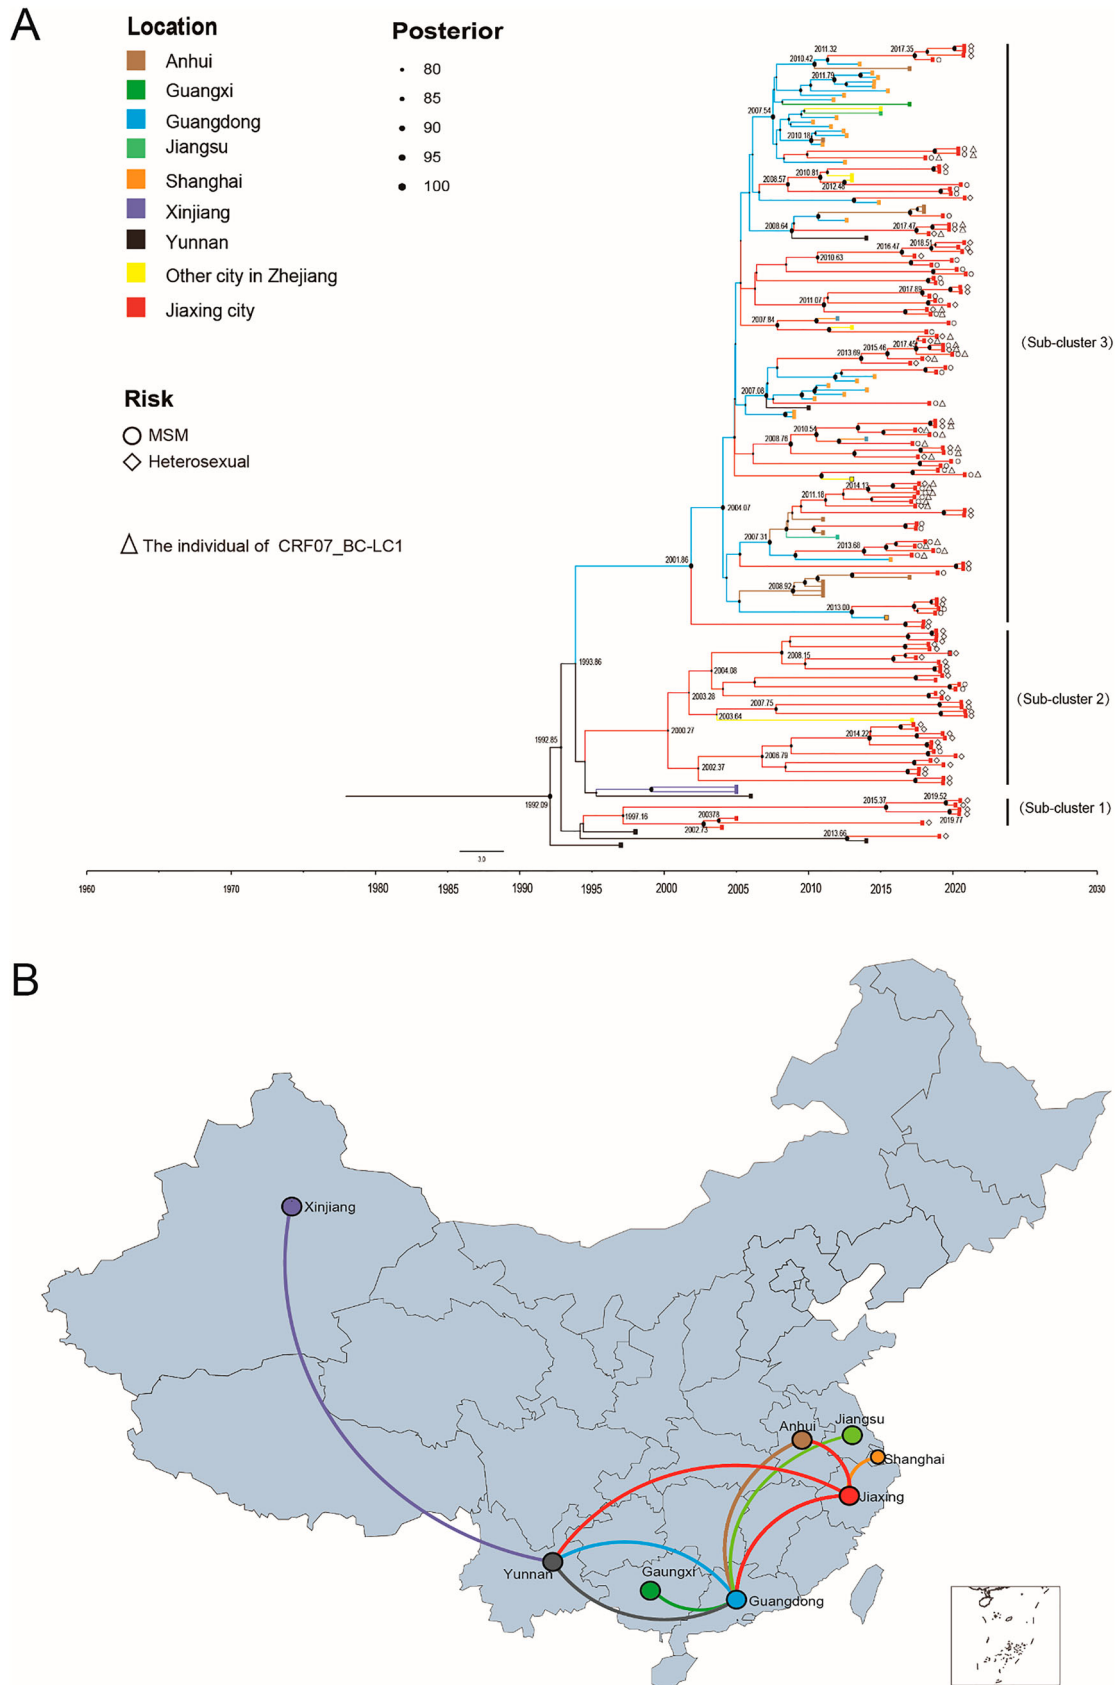 A
Location
Anhui
Guangxi
Guangdong
Jiangsu
Shanghai
Xinjiang
Yunnan
Other city in Zhejiang
Jiaxing city
Posterior
80
85
90
95
100
Risk
MSM
Heterosexual
The individual of CRF07_BC-LC1
2011.32
2017.35
2010.42
2011.79
2007.54
2010.18
2010.81
2008.57
2012.48
2017.47
2008.64
2018.51
2016.47
2010.63
2017.89
2011.07
2007.84
(Sub-cluster 3)
2017.45
2015.46
2013.69
2007.06
2010.54
2008.76
2014.13
2011.18
2004.07
2007.31
2013.68
2001.86
2008.92
2013.00
1993.86
2008.15
2004.08
2003.28
(Sub-cluster 2)
2007.75
2003.64
2000.27
2014.22
1992.85
2006.79
2002.37
2019.52
1992.09
2015.37
(Sub-cluster 1)
1997.16
200378
2019.77
2002.73
2013.66
3.0
1960
1970
1980
1985
1990
1995
2000
2005
2010
2015
2020
2030
B
Xinjiang
Anhui
Jiangsu
Shanghai
Jiaxing
Yunnan
Gaungxi
Guangdong